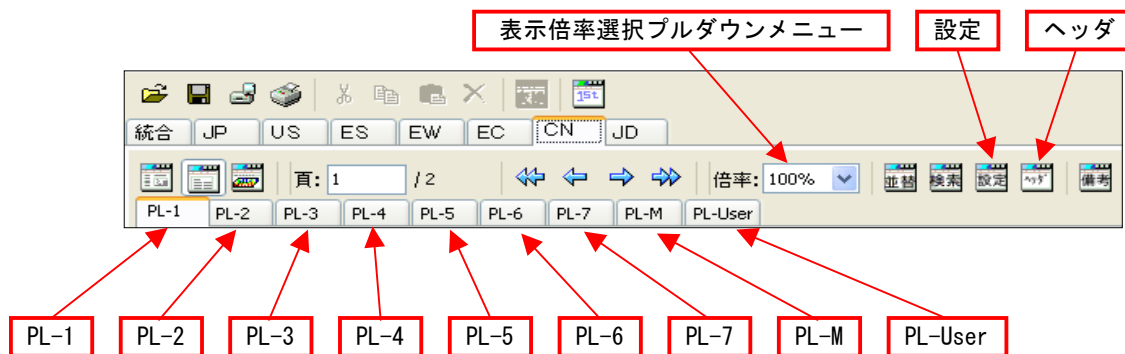 表示倍率選択プルダウンメニュー 設定 ヘッダ
1st.
統合 JP US ES EW EC CN JD
頁: 1 / 2 倍率: 100% 並替 検索 設定 ヘッダ 備考
PL-1 PL-2 PL-3 PL-4 PL-5 PL-6 PL-7 PL-M PL-User
PL-1 PL-2 PL-3 PL-4 PL-5 PL-6 PL-7 PL-M PL-User